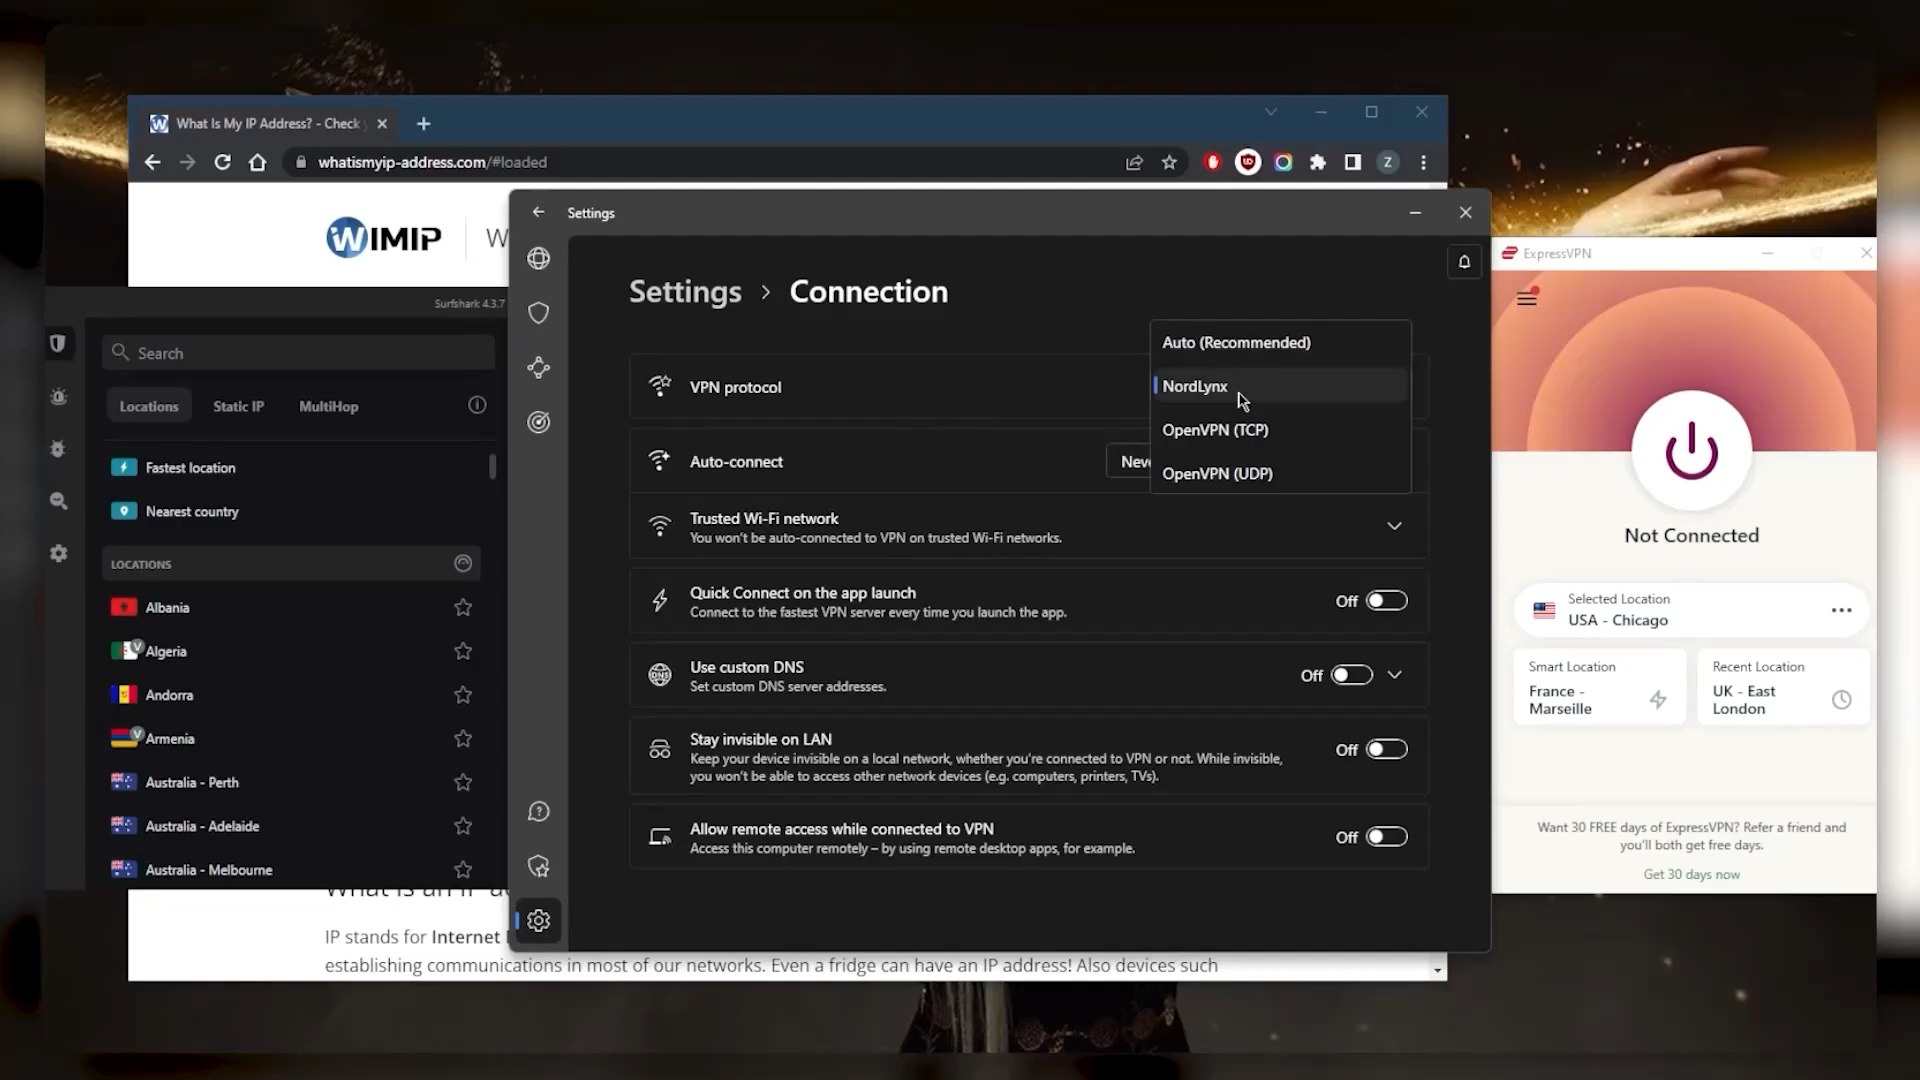 What Is My IP Address? - Check
whatismyip-address.com/#loaded
WIMIP
W
Surfshark 4.3.7
Search
Locations
Static IP
MultiHop
Fastest location
Nearest country
LOCATIONS
Albania
Algeria
Andorra
Armenia
Australia - Perth
Australia - Adelaide
Australia - Melbourne
Settings
Settings > Connection
VPN protocol
Auto (Recommended)
NordLynx
OpenVPN (TCP)
OpenVPN (UDP)
Auto-connect
Trusted Wi-Fi network
You won't be auto-connected to VPN on trusted Wi-Fi networks.
Quick Connect on the app launch
Connect to the fastest VPN server every time you launch the app.
Off
Use custom DNS
Set custom DNS server addresses.
Off
Stay invisible on LAN
Keep your device invisible on a local network, whether you're connected to VPN or not. While invisible,
you won't be able to access other network devices (e.g. computers, printers, TVs).
Off
Allow remote access while connected to VPN
Access this computer remotely – by using remote desktop apps, for example.
Off
ExpressVPN
Not Connected
Selected Location
USA - Chicago
Smart Location
France -
Marseille
Recent Location
UK - East
London
Want 30 FREE days of ExpressVPN? Refer a friend and
you'll both get free days.
Get 30 days now
IP stands for Internet
establishing communications in most of our networks. Even a fridge can have an IP address! Also devices such